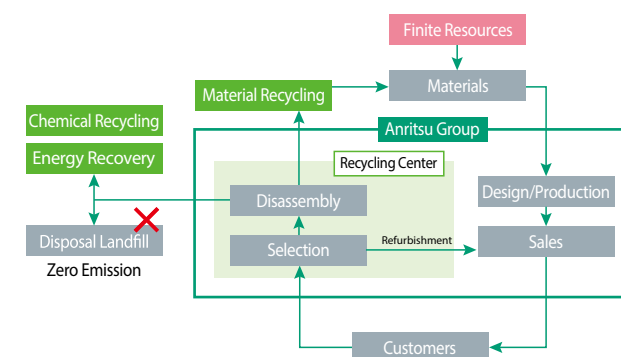 Finite Resources
Materials
Material Recycling
Chemical Recycling
Energy Recovery
Anritsu Group
Recycling Center
Disassembly
Design/Production
Disposal Landfill
Zero Emission
Selection
Refurbishment
Sales
Customers